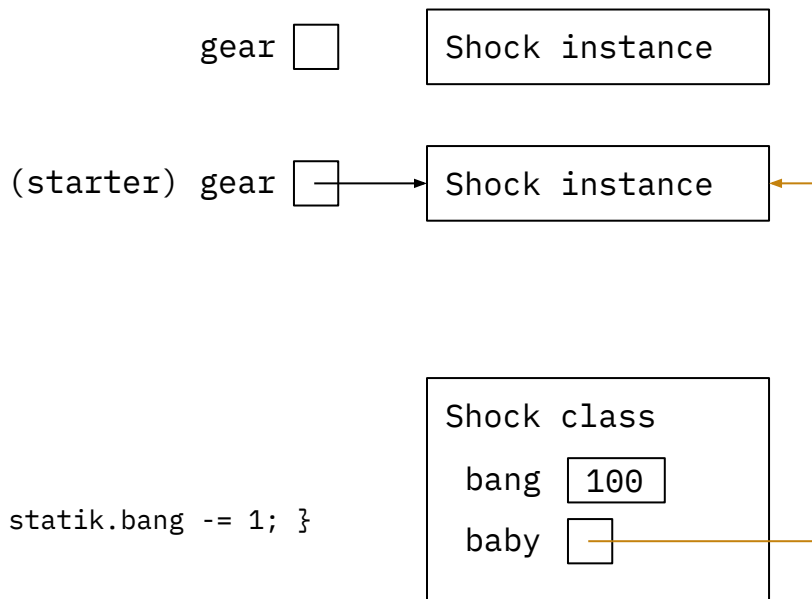 gear Shock instance
(starter) gear Shock instance
Shock class
bang 100
statik.bang -= 1; }
baby